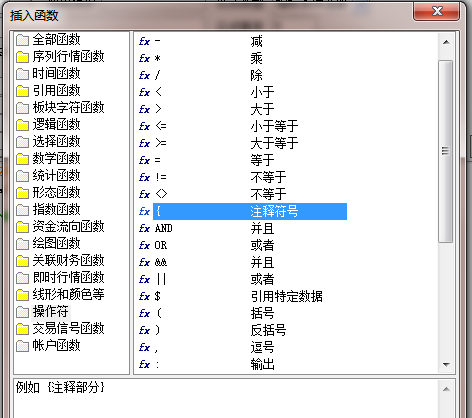 插入函数
全部函数
序列行情函数
时间函数
引用函数
板块字符函数
逻辑函数
选择函数
数学函数
统计函数
形态函数
指数函数
资金流向函数
绘图函数
关联财务函数
即时行情函数
线形和颜色等
操作符
交易信号函数
帐户函数
fx - 减
fx * 乘
fx / 除
fx < 小于
fx > 大于
fx <= 小于等于
fx >= 大于等于
fx = 等于
fx != 不等于
fx <> 不等于
fx { 注释符号
fx AND 并且
fx OR 或者
fx && 并且
fx || 或者
fx $ 引用特定数据
fx ( 括号
fx ) 反括号
fx , 逗号
fx : 输出
例如 {注释部分}